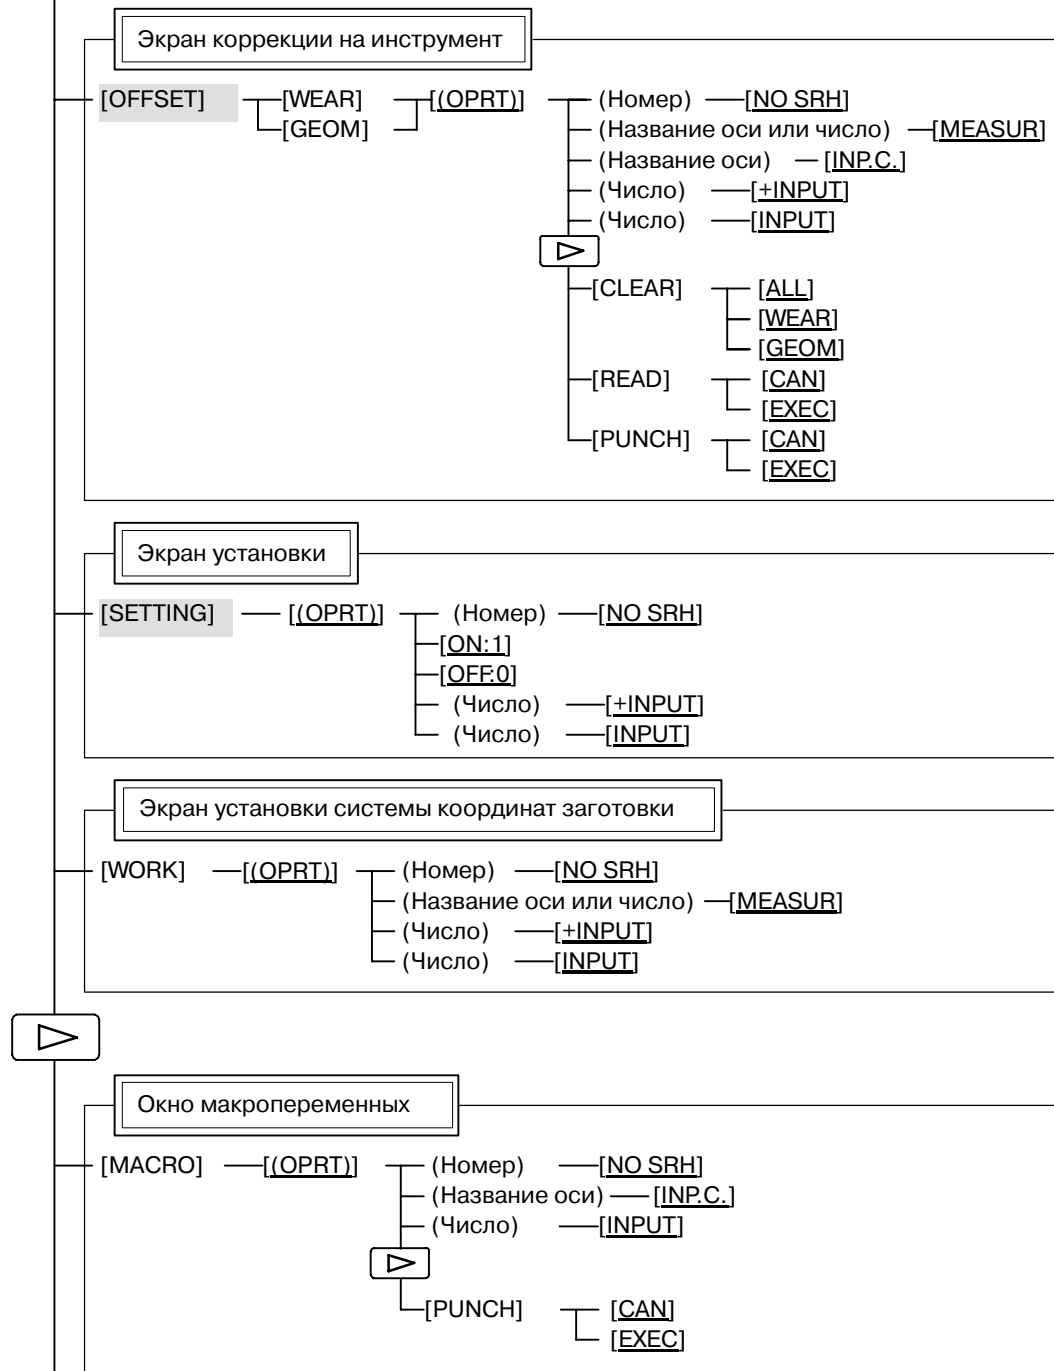 Экран коррекции на инструмент
[OFFSET] [WEAR] [(OPRT)] (Номер) [NO SRH]
[GEOM] (Название оси или число) [MEASUR]
(Название оси) [INP.C.]
(Число) [+INPUT]
(Число) [INPUT]
[CLEAR] [ALL]
[WEAR]
[GEOM]
[READ] [CAN]
[EXEC]
[PUNCH] [CAN]
[EXEC]
Экран установки
[SETTING] [(OPRT)] (Номер) [NO SRH]
[ON:1]
[OFF:0]
(Число) [+INPUT]
(Число) [INPUT]
Экран установки системы координат заготовки
[WORK] [(OPRT)] (Номер) [NO SRH]
(Название оси или число) [MEASUR]
(Число) [+INPUT]
(Число) [INPUT]
Окно макропеременных
[MACRO] [(OPRT)] (Номер) [NO SRH]
(Название оси) [INP.C.]
(Число) [INPUT]
[PUNCH] [CAN]
[EXEC]